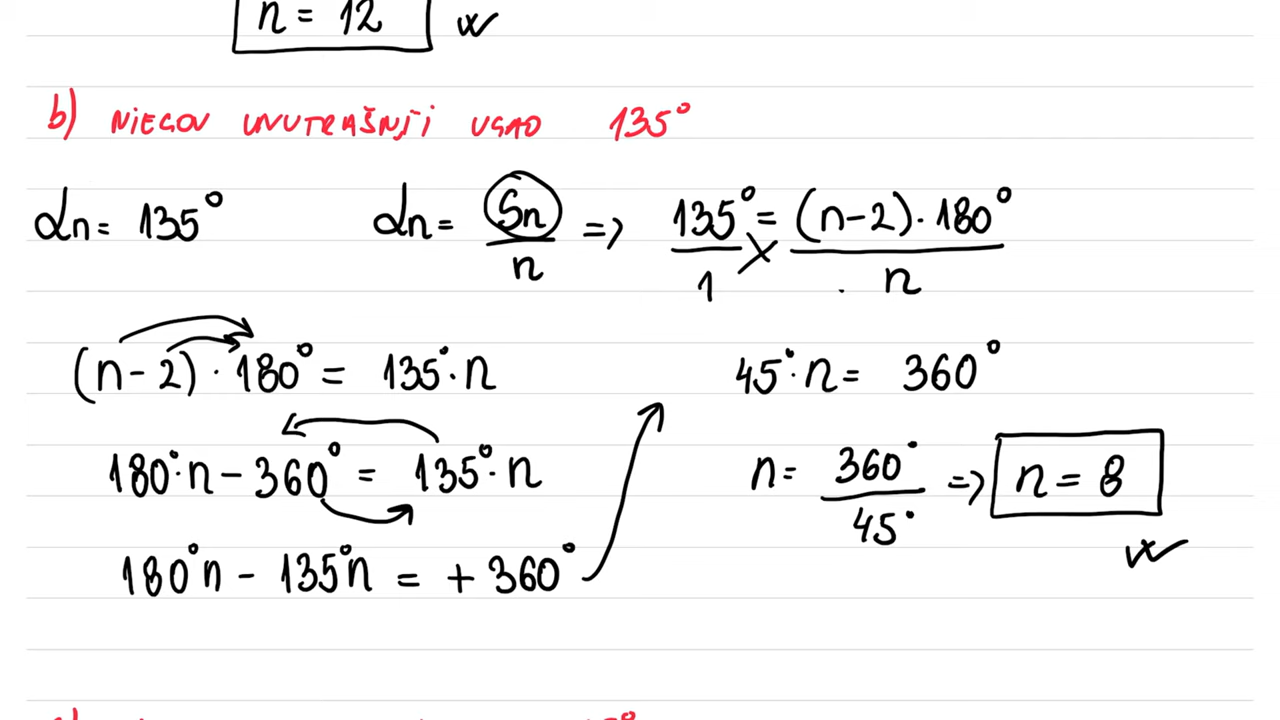 n = 12
b) NJEGOV UNUTRAŠNJI UGAO 135°
αn = 135°
αn = Sn / n => 135° / 1 = (n-2) · 180° / n
(n-2) · 180° = 135° · n
180° · n - 360° = 135° · n
180°n - 135°n = +360°
45° · n = 360°
n = 360° / 45° => n = 8